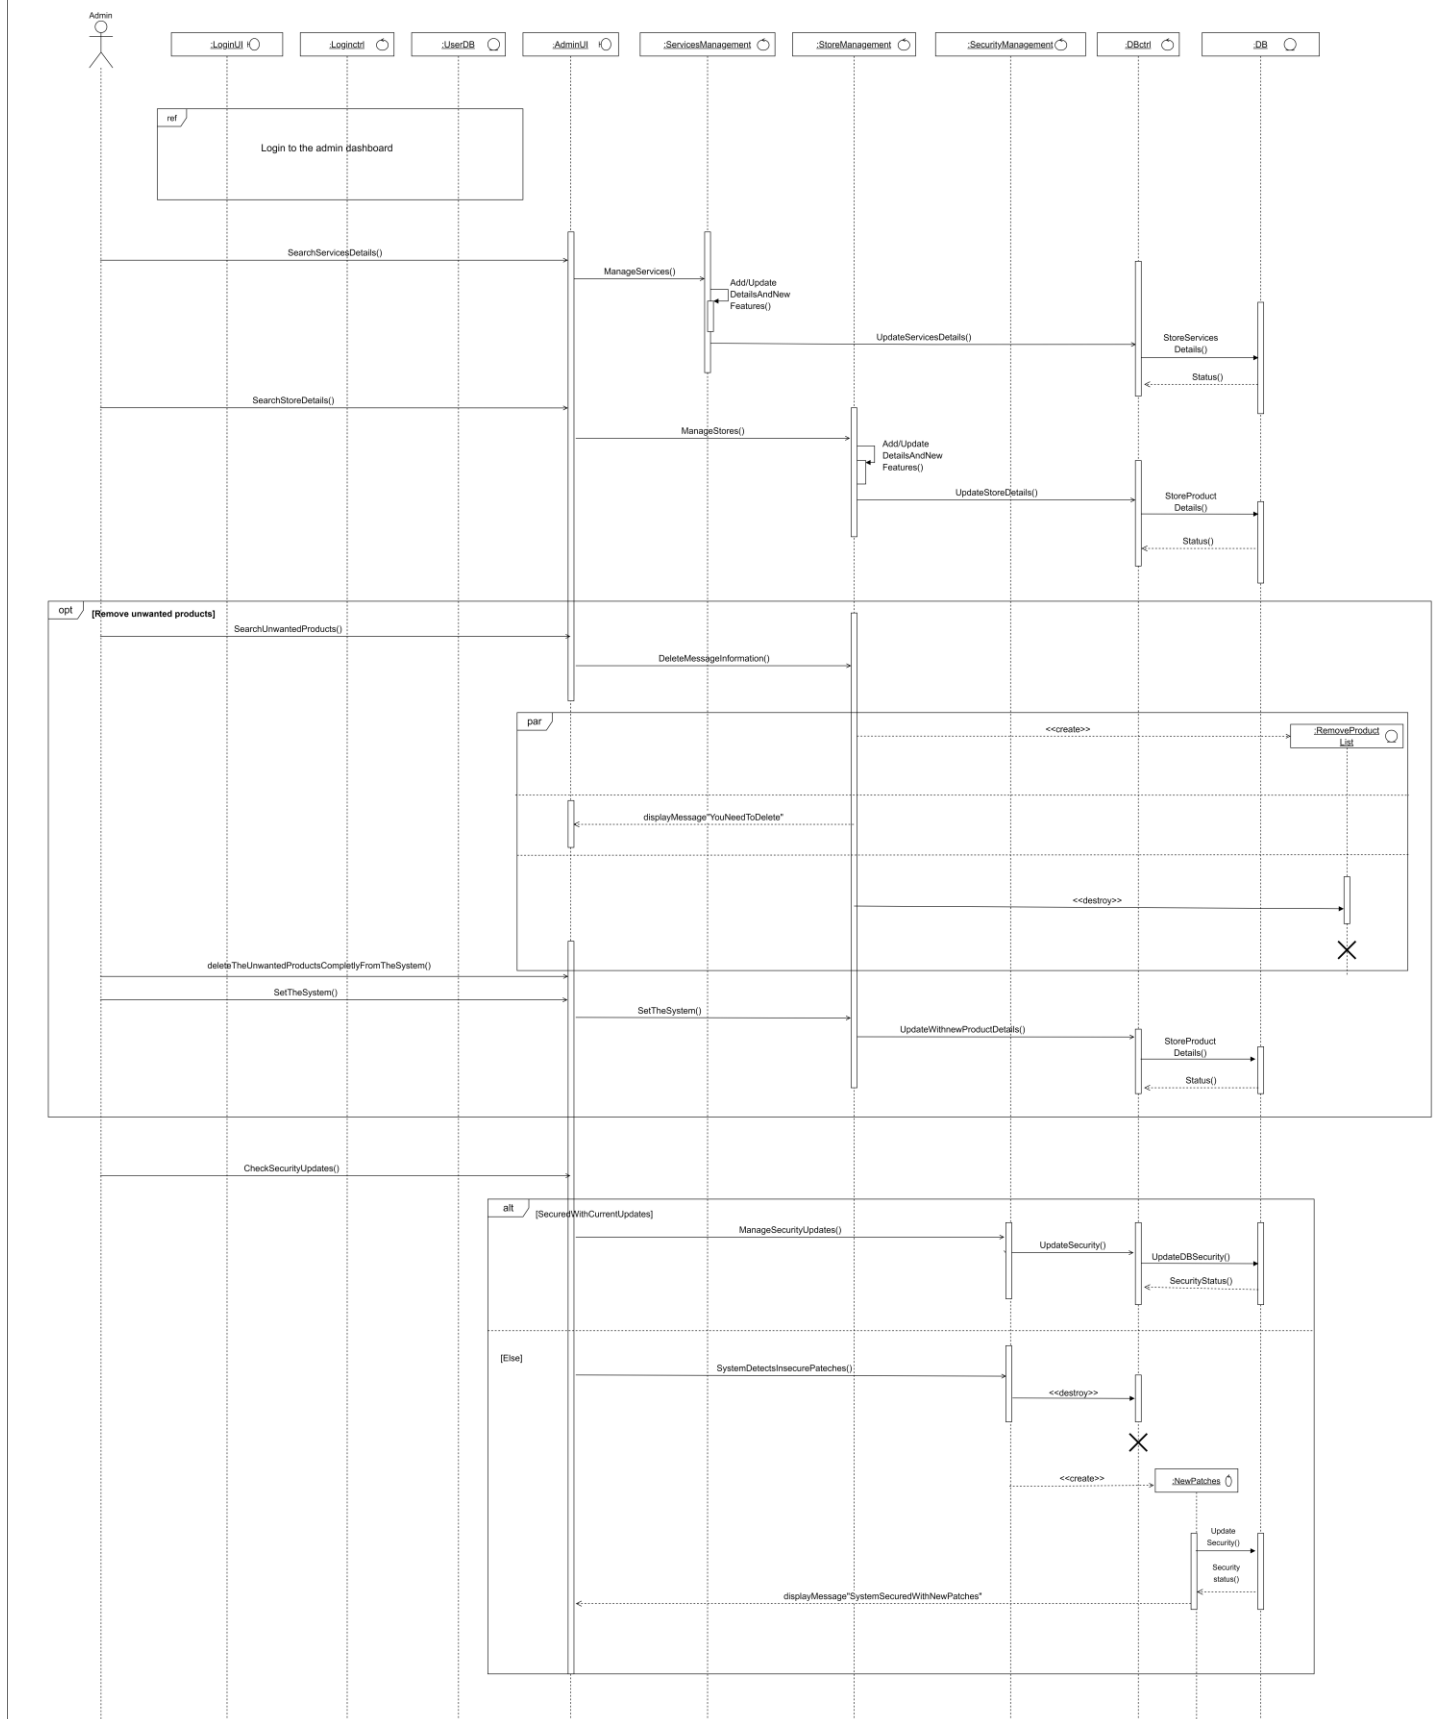 Admin
:LoginUI
:Loginctrl
:UserDB
:AdminUI
:ServicesManagement
:StoreManagement
:SecurityManagement
:DBctrl
:DB
ref
Login to the admin dashboard
SearchServicesDetails()
ManageServices()
Add/Update
DetailsAndNew
Features()
UpdateServicesDetails()
StoreServices
Details()
Status()
SearchStoreDetails()
ManageStores()
Add/Update
DetailsAndNew
Features()
UpdateStoreDetails()
StoreProduct
Details()
Status()
opt
[Remove unwanted products]
SearchUnwantedProducts()
DeleteMessageInformation()
par
<<create>>
:RemoveProduct
List
displayMessage"YouNeedToDelete"
<<destroy>>
deleteTheUnwantedProductsCompletlyFromTheSystem()
SetTheSystem()
SetTheSystem()
UpdateWithnewProductDetails()
StoreProduct
Details()
Status()
CheckSecurityUpdates()
alt
[SecuredWithCurrentUpdates]
ManageSecurityUpdates()
UpdateSecurity()
UpdateDBSecurity()
SecurityStatus()
[Else]
SystemDetectsInsecurePateches()
<<destroy>>
<<create>>
:NewPatches
Update
Security()
Security
status()
displayMessage"SystemSecuredWithNewPatches"